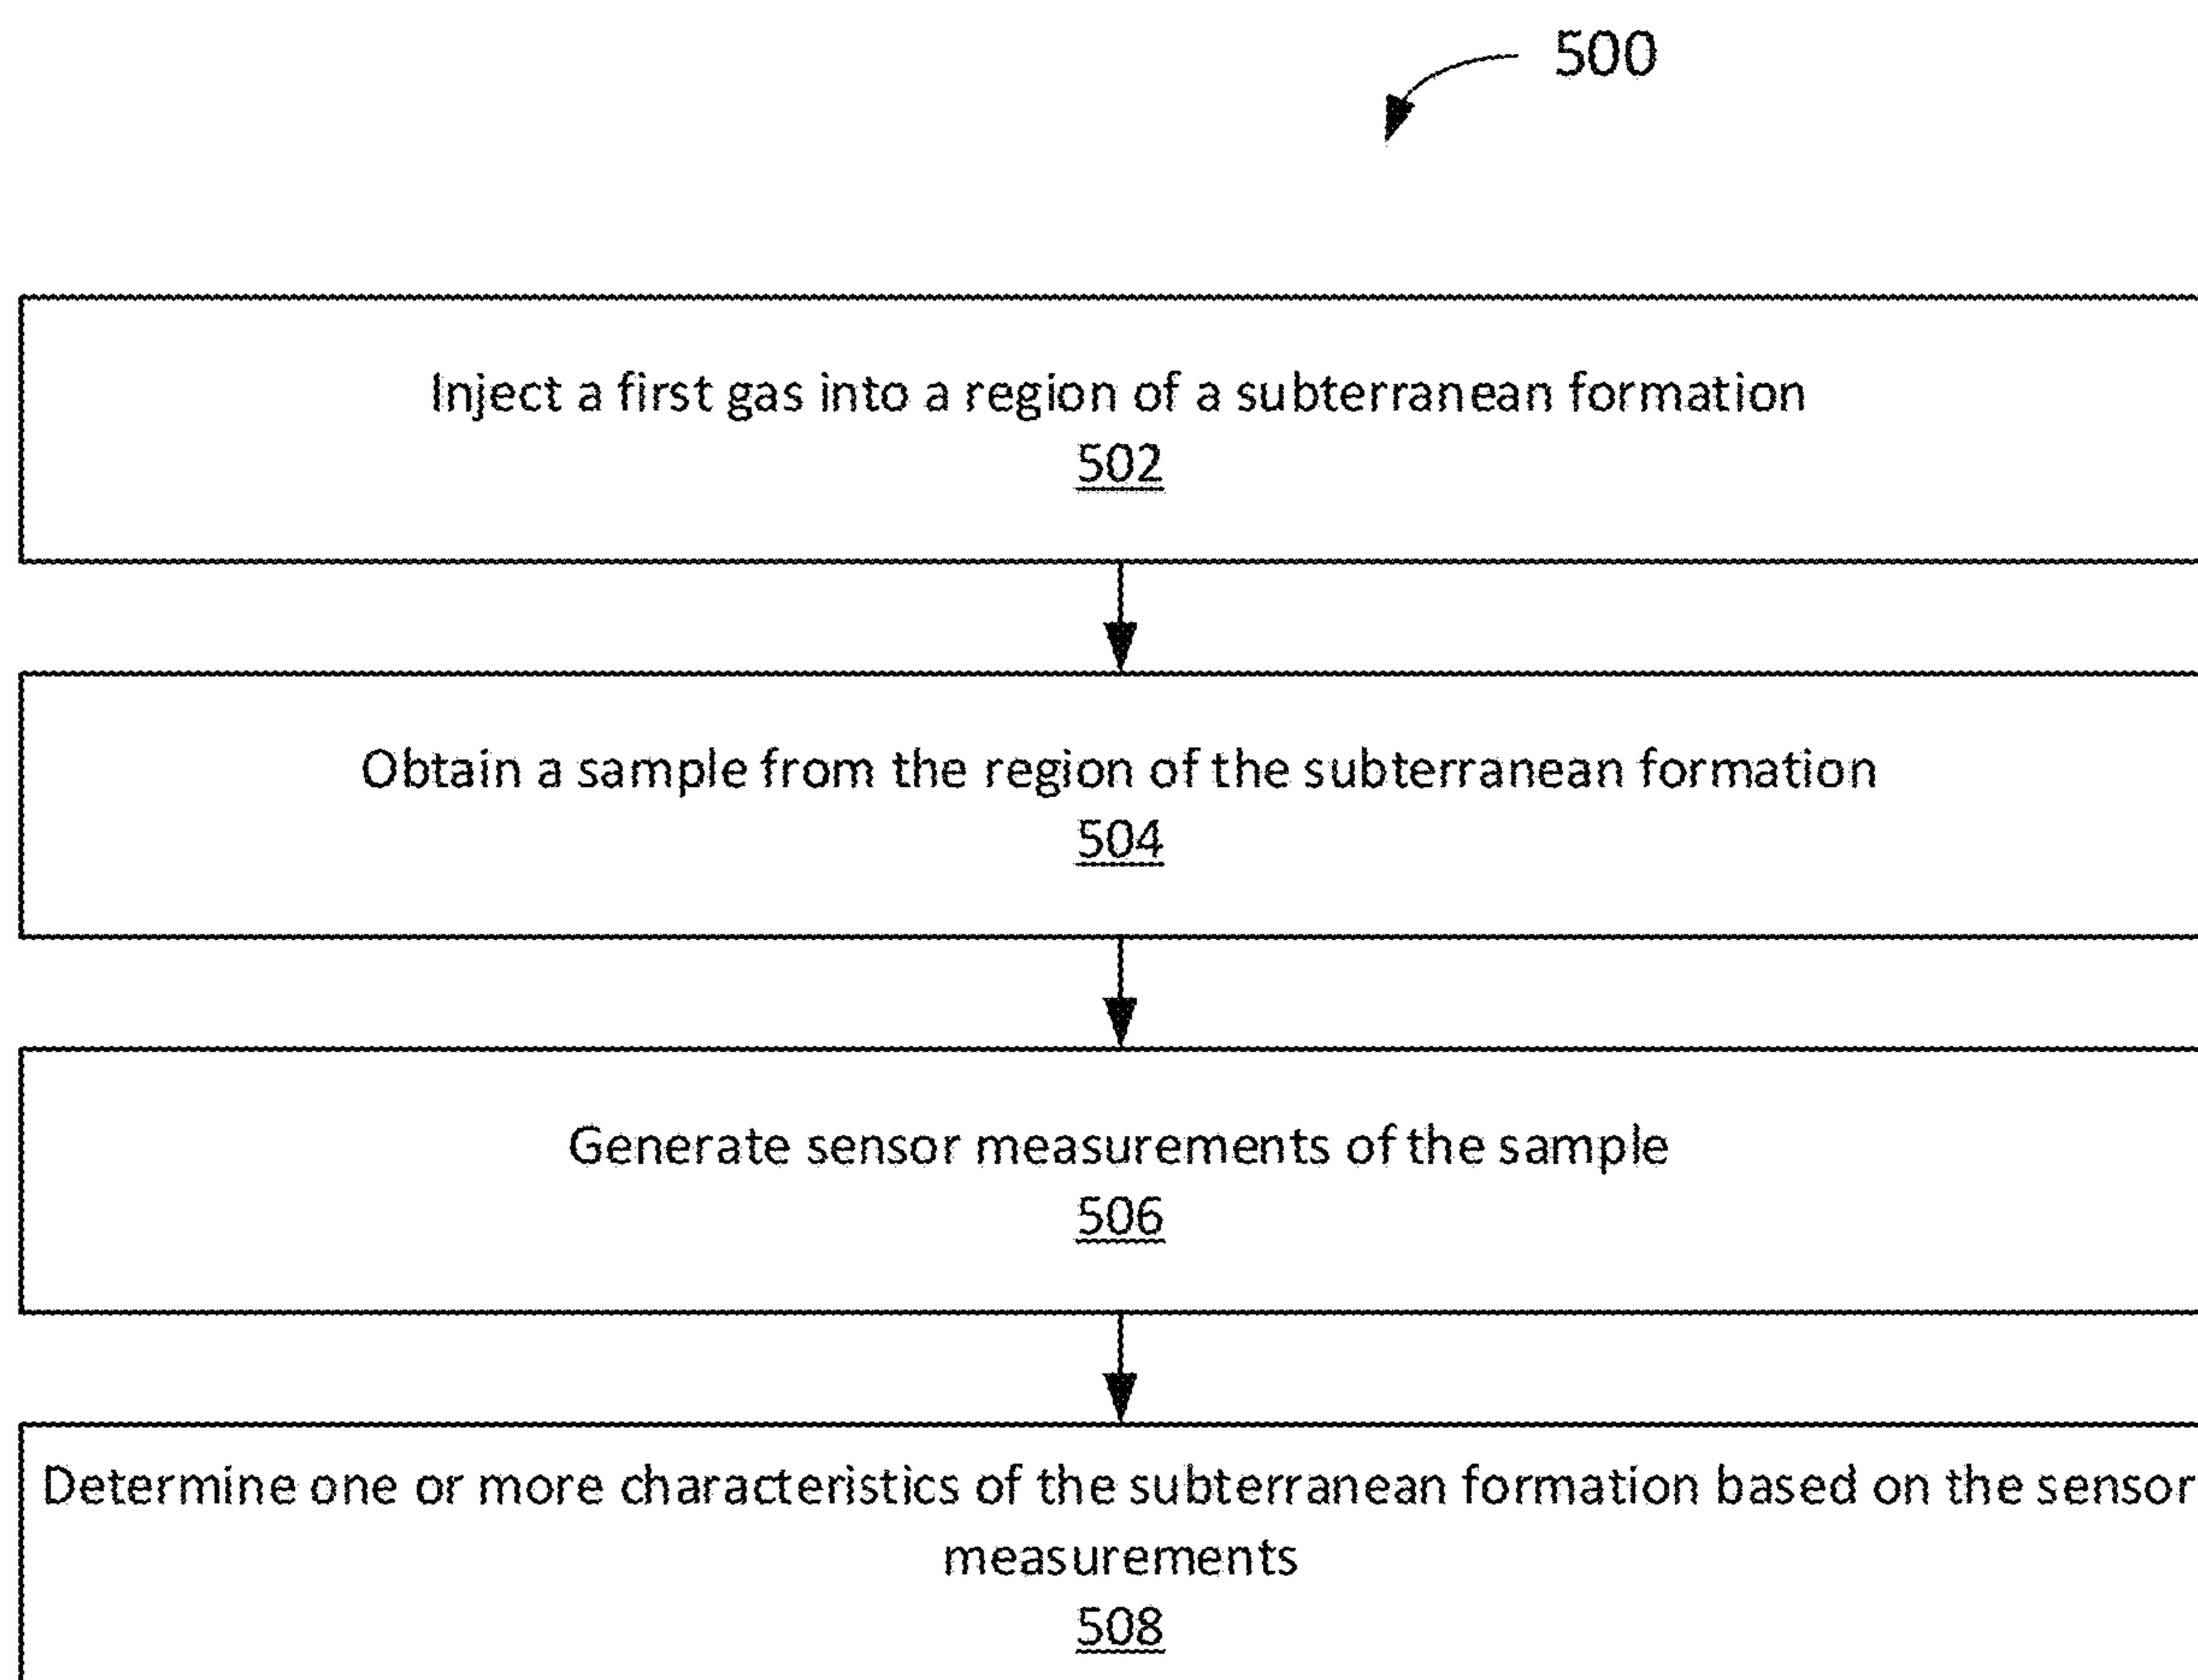 500
Inject a first gas into a region of a subterranean formation
502
Obtain a sample from the region of the subterranean formation
504
Generate sensor measurements of the sample
506
Determine one or more characteristics of the subterranean formation based on the sensor
measurements
508